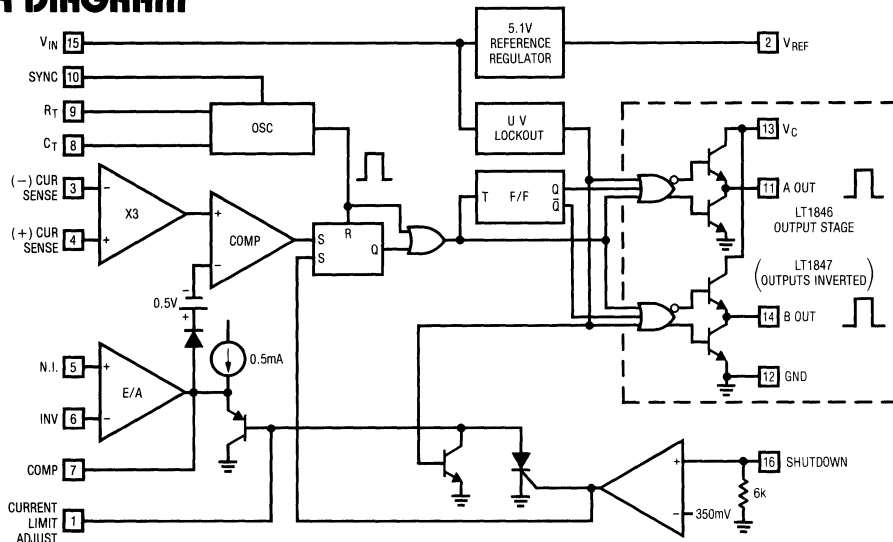 DIAGRAM
VIN 15
5.1V
REFERENCE
REGULATOR
2 VREF
SYNC 10
RT 9
CT 8
OSC
U V
LOCKOUT
13 VC
(−) CUR
SENSE
3
−
X3
+
(+) CUR
SENSE
4
+
COMP
−
S
R
S
Q
T F/F Q
Q̅
11 A OUT
LT1846
OUTPUT STAGE
(LT1847
OUTPUTS INVERTED)
14 B OUT
12 GND
−
0.5V
+
0.5mA
N.I. 5
+
E/A
−
INV 6
COMP 7
CURRENT
LIMIT
ADJUST
1
+
−
350mV
16 SHUTDOWN
6k